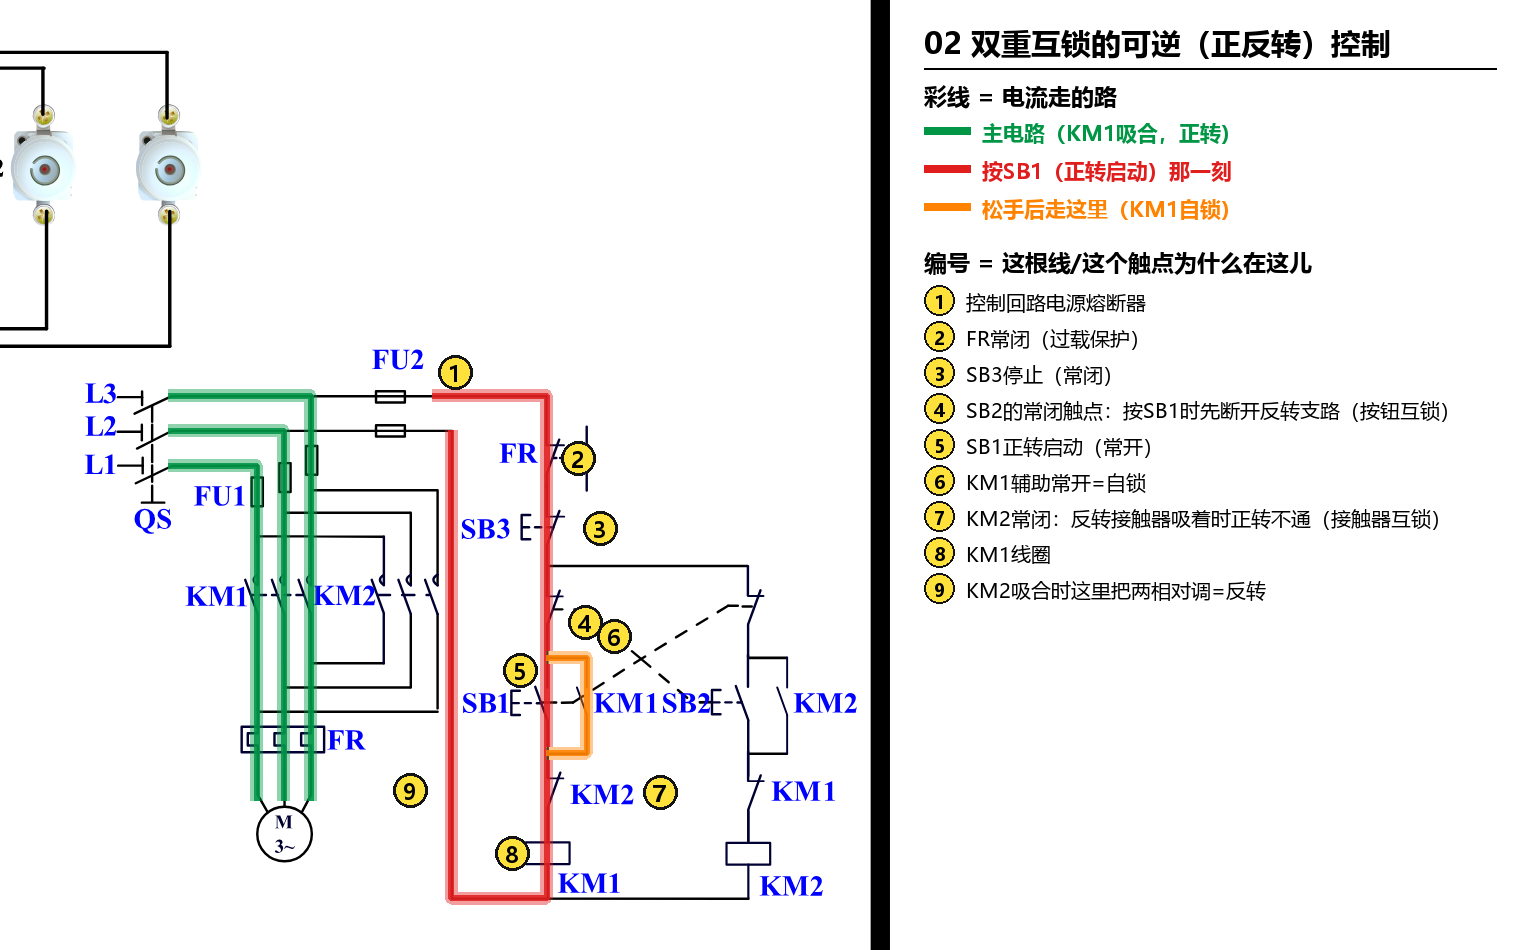 02 双重互锁的可逆（正反转）控制
彩线 = 电流走的路
主电路（KM1吸合，正转）
按SB1（正转启动）那一刻
松手后走这里（KM1自锁）
编号 = 这根线/这个触点为什么在这儿
1 控制回路电源熔断器
2 FR常闭（过载保护）
3 SB3停止（常闭）
4 SB2的常闭触点：按SB1时先断开反转支路（按钮互锁）
5 SB1正转启动（常开）
6 KM1辅助常开=自锁
7 KM2常闭：反转接触器吸着时正转不通（接触器互锁）
8 KM1线圈
9 KM2吸合时这里把两相对调=反转
2
FU2
1
L3
L2
L1
FU1
QS
FR
2
SB3
3
KM1
KM2
4
6
5
SB1
KM1
SB2
KM2
FR
9
KM2
7
KM1
M
3~
8
KM1
KM2